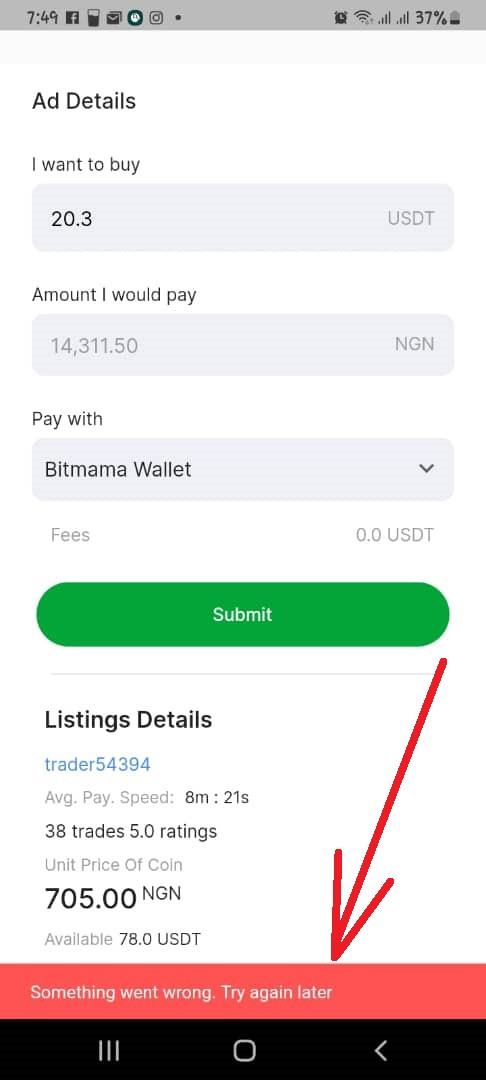 7:49 37%
Ad Details
I want to buy
20.3 USDT
Amount I would pay
14,311.50 NGN
Pay with
Bitmama Wallet
Fees 0.0 USDT
Submit
Listings Details
trader54394
Avg. Pay. Speed: 8m : 21s
38 trades 5.0 ratings
Unit Price Of Coin
705.00 NGN
Available 78.0 USDT
Something went wrong. Try again later